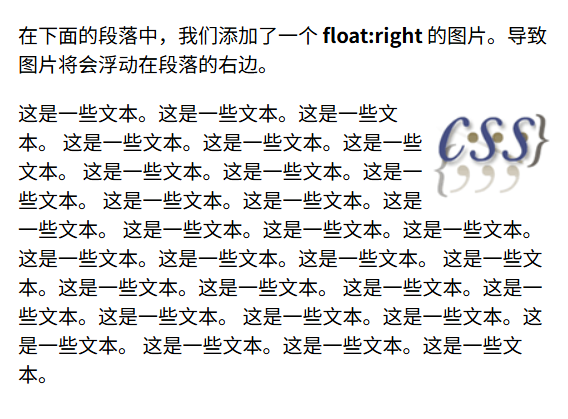 在下面的段落中，我们添加了一个 float:right 的图片。导致
图片将会浮动在段落的右边。
这是一些文本。这是一些文本。这是一些文
本。 这是一些文本。这是一些文本。这是一些
文本。 这是一些文本。这是一些文本。这是一
些文本。 这是一些文本。这是一些文本。这是
一些文本。 这是一些文本。这是一些文本。这是一些文本。
这是一些文本。这是一些文本。这是一些文本。 这是一些文
本。这是一些文本。这是一些文本。 这是一些文本。这是一
些文本。这是一些文本。 这是一些文本。这是一些文本。这
是一些文本。 这是一些文本。这是一些文本。这是一些文
本。
CSS
{,,,}